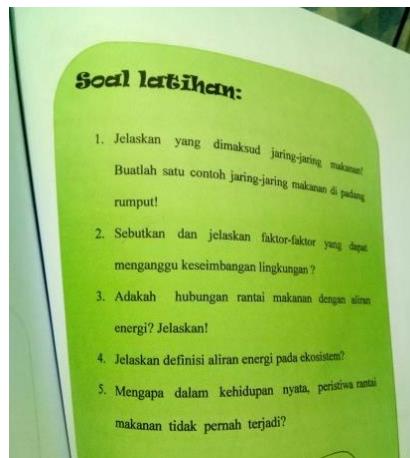 Soal latihan:
1. Jelaskan yang dimaksud jaring-jaring makanan!
Buatlah satu contoh jaring-jaring makanan di padang
rumput!
2. Sebutkan dan jelaskan faktor-faktor yang dapat
menganggu keseimbangan lingkungan ?
3. Adakah hubungan rantai makanan dengan aliran
energi? Jelaskan!
4. Jelaskan definisi aliran energi pada ekosistem?
5. Mengapa dalam kehidupan nyata, peristiwa rantai
makanan tidak pernah terjadi?